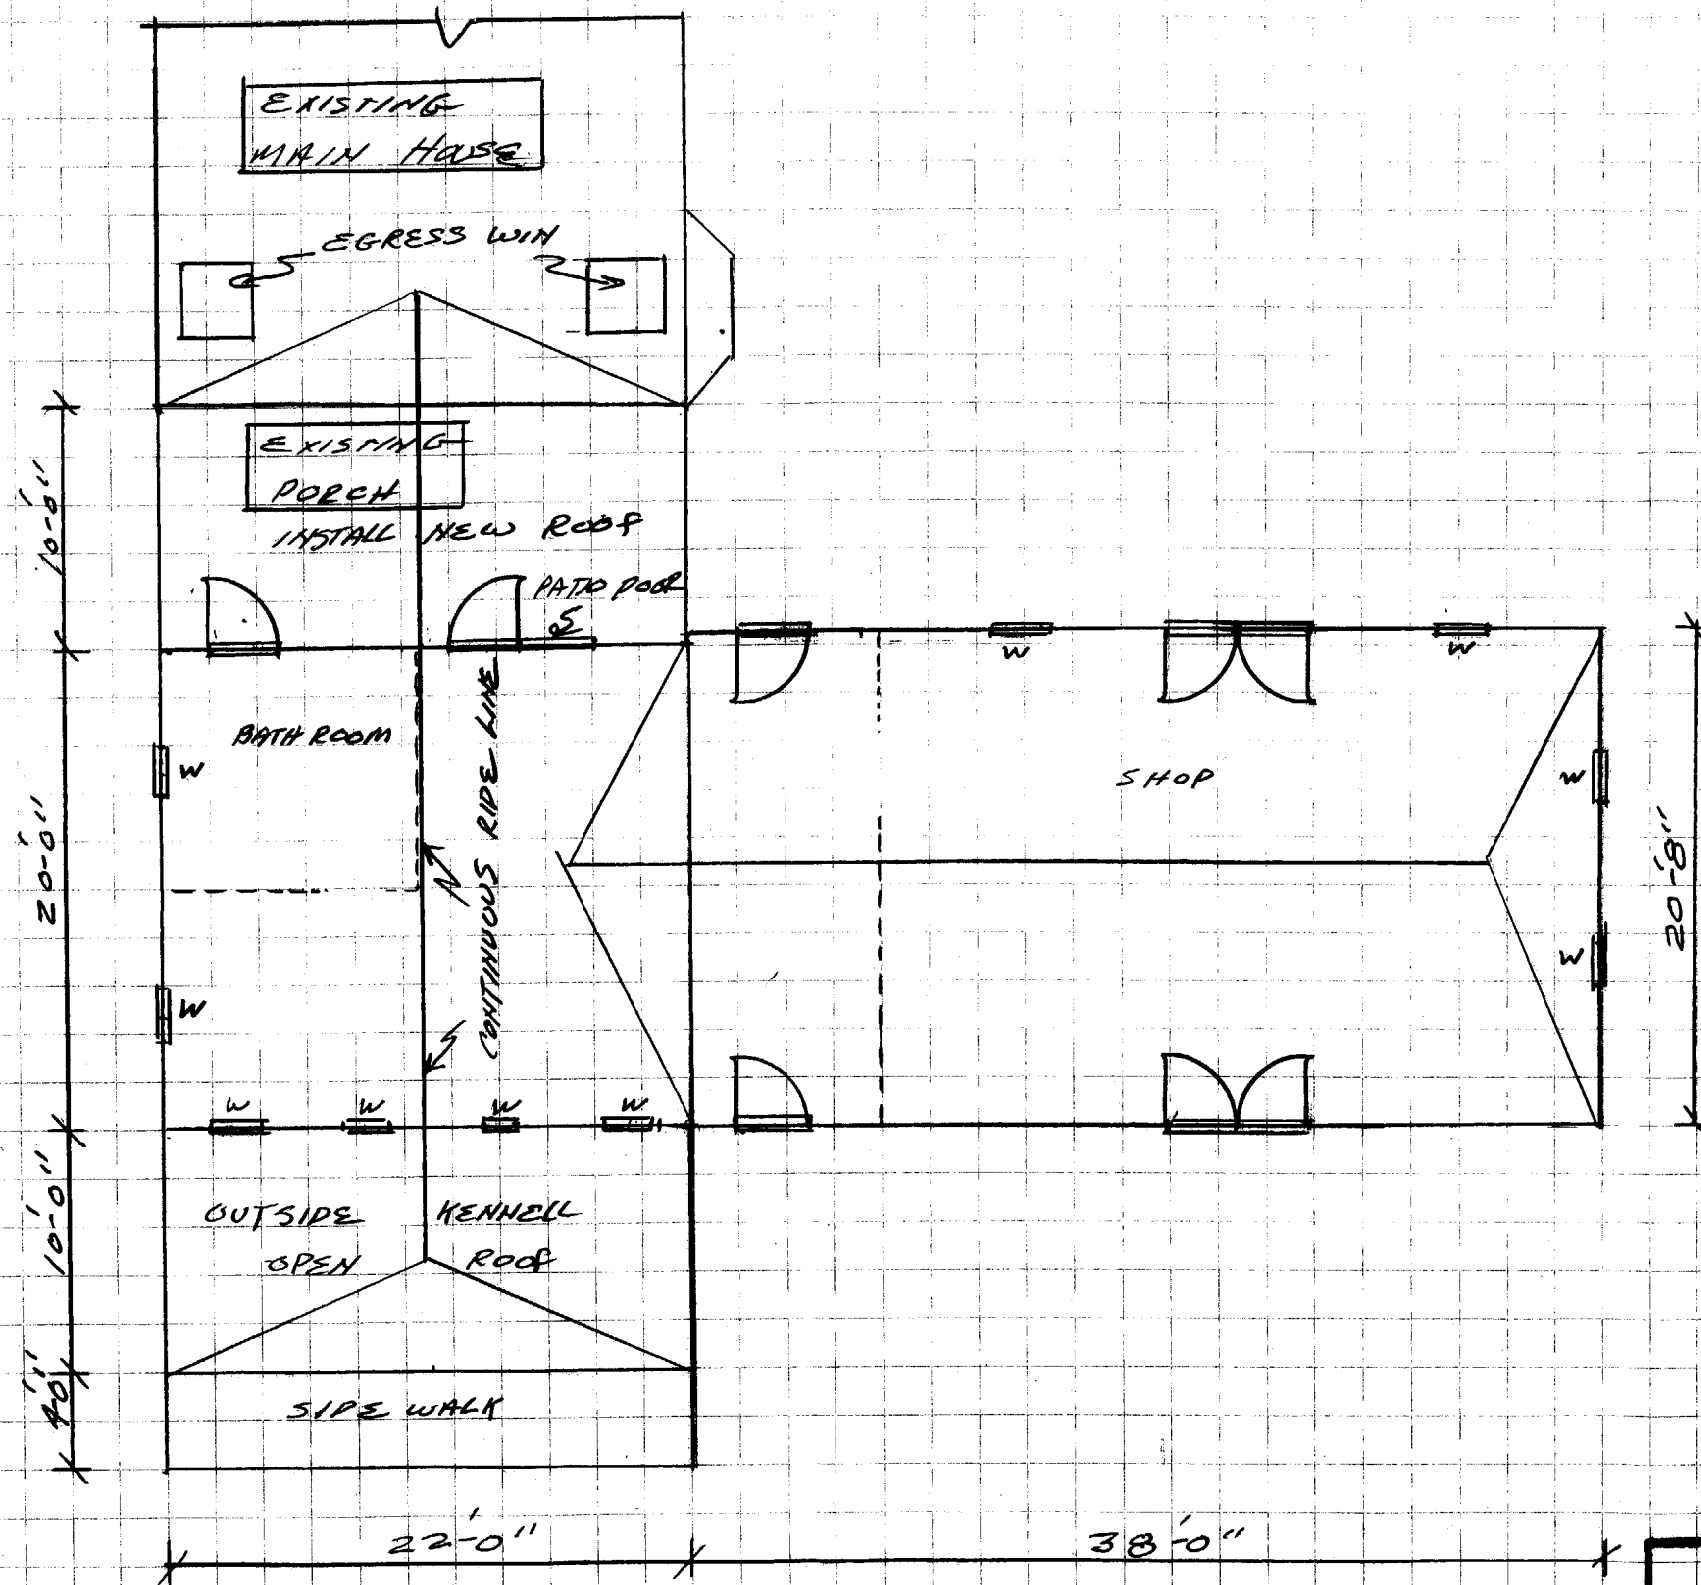 EXISTING
MAIN HOUSE
EGRESS WIN
EXISTING
PORCH
INSTALL NEW ROOF
PATIO DOOR
10'-0"
W
W
BATH ROOM
W
SHOP
W
W
20'-0"
20'-8"
CONTINUOUS RIDE LINE
W
W
W
W
W
10'-0"
OUTSIDE KENNELL
OPEN ROOF
4'-0"
SIDE WALK
22'-0"
38'-0"